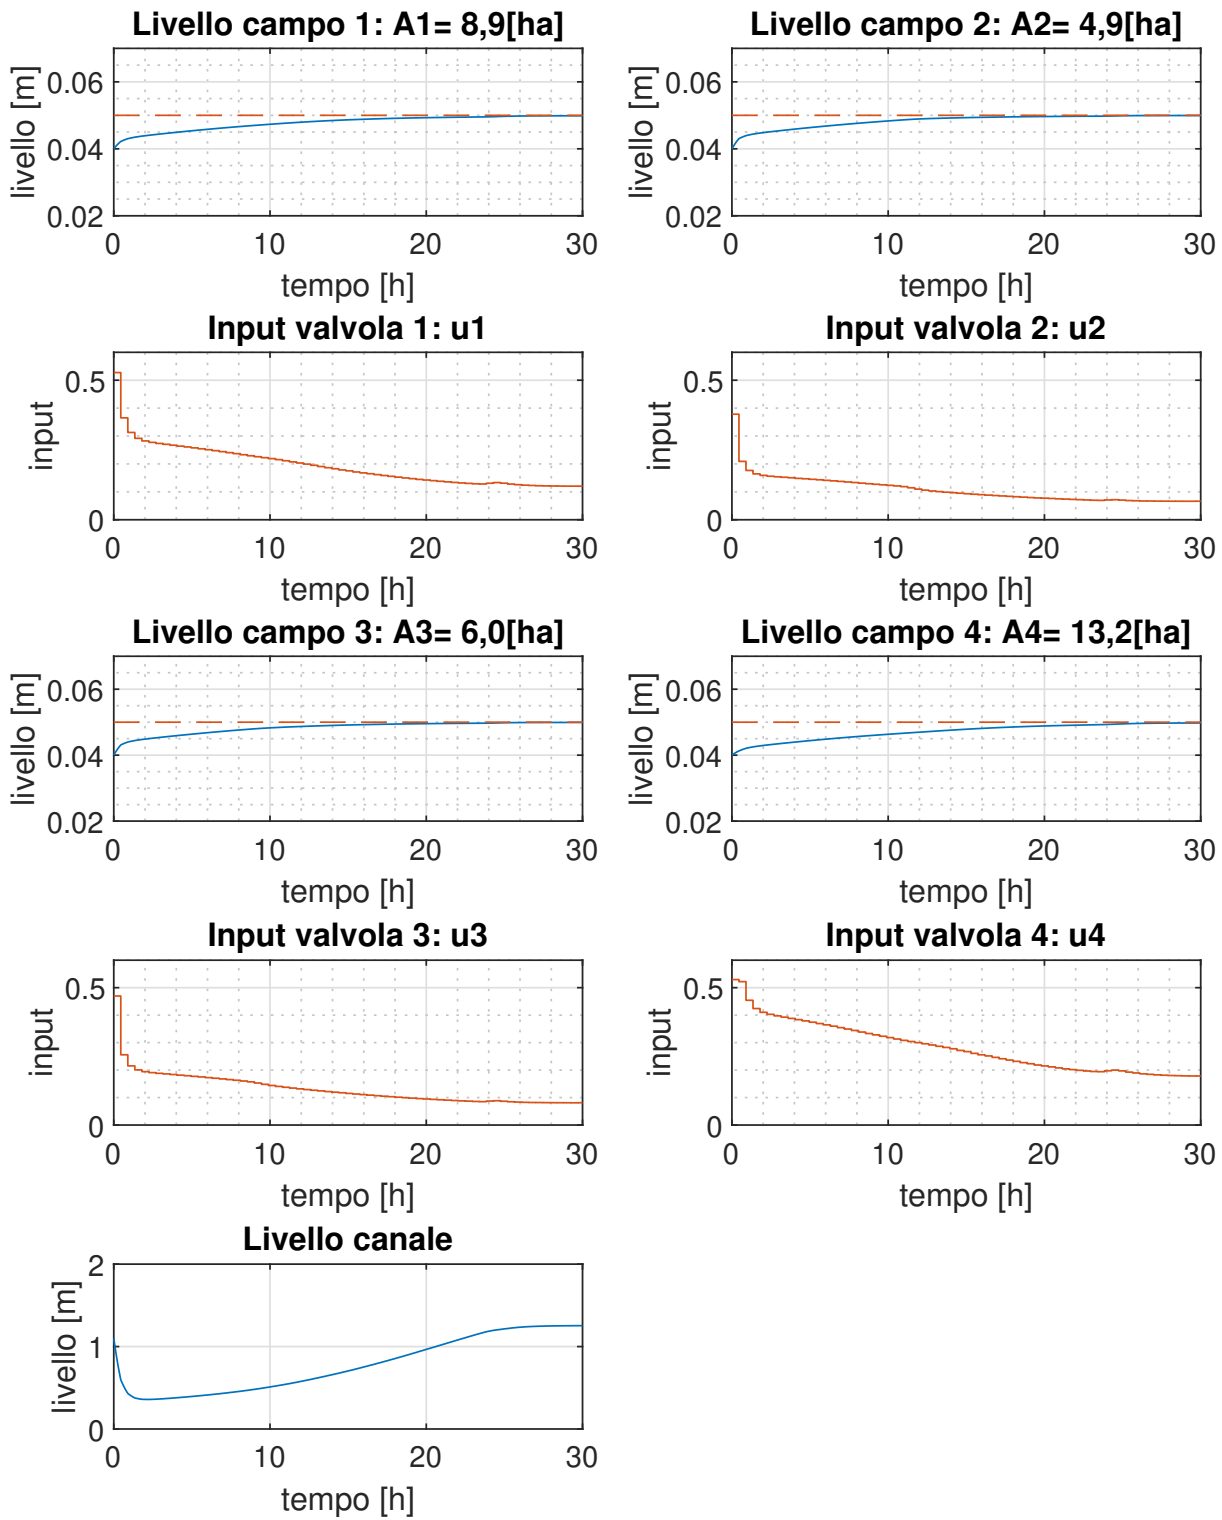 Livello campo 1: A1= 8,9[ha]
livello [m]
0.06
0.04
0.02
0 10 20 30
tempo [h]
Livello campo 2: A2= 4,9[ha]
livello [m]
0.06
0.04
0.02
0 10 20 30
tempo [h]
Input valvola 1: u1
input
0.5
0
0 10 20 30
tempo [h]
Input valvola 2: u2
input
0.5
0
0 10 20 30
tempo [h]
Livello campo 3: A3= 6,0[ha]
livello [m]
0.06
0.04
0.02
0 10 20 30
tempo [h]
Livello campo 4: A4= 13,2[ha]
livello [m]
0.06
0.04
0.02
0 10 20 30
tempo [h]
Input valvola 3: u3
input
0.5
0
0 10 20 30
tempo [h]
Input valvola 4: u4
input
0.5
0
0 10 20 30
tempo [h]
Livello canale
livello [m]
2
1
0
0 10 20 30
tempo [h]